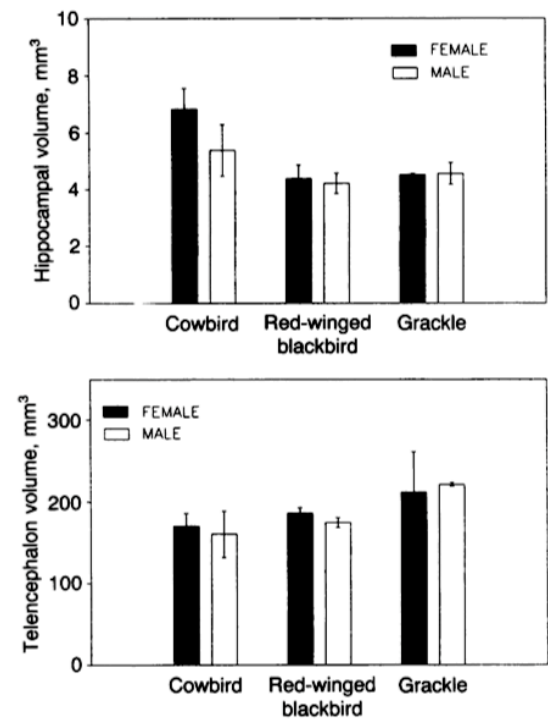 10
8
6
4
2
0
Hippocampal volume, mm³
FEMALE
MALE
Cowbird
Red-winged
blackbird
Grackle
300
200
100
0
Telencephalon volume, mm³
FEMALE
MALE
Cowbird
Red-winged
blackbird
Grackle